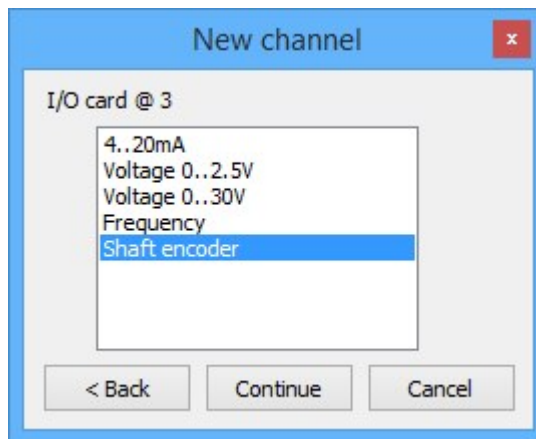 New channel
x
I/O card @ 3
4..20mA
Voltage 0..2.5V
Voltage 0..30V
Frequency
Shaft encoder
< Back
Continue
Cancel